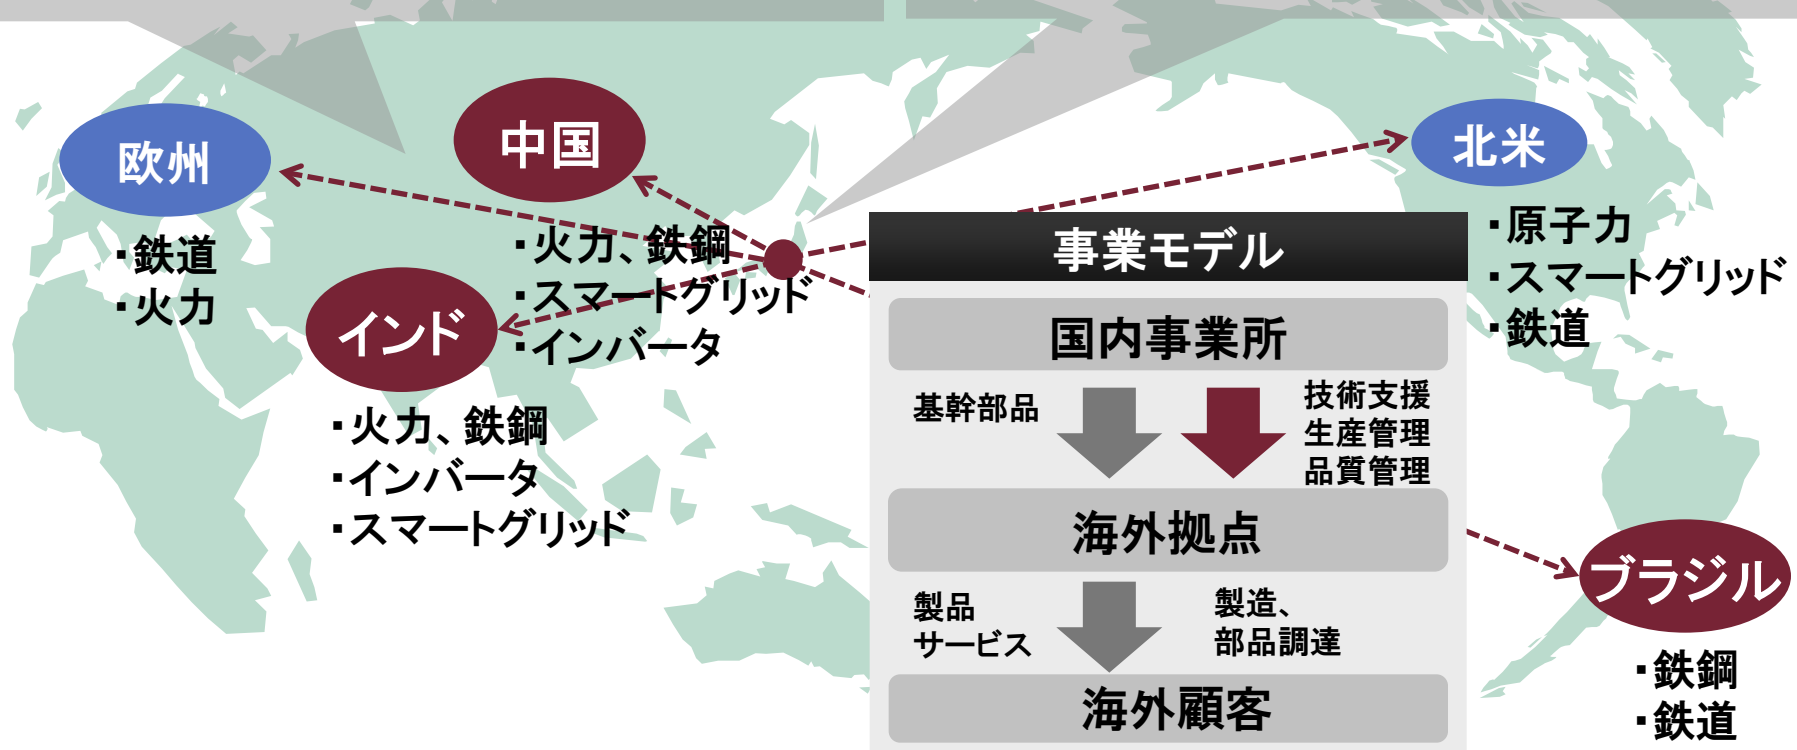 欧州
・鉄道
・火力
中国
・火力、鉄鋼
・スマートグリッド
・インバータ
インド
・火力、鉄鋼
・インバータ
・スマートグリッド
北米
・原子力
・スマートグリッド
・鉄道
ブラジル
・鉄鋼
・鉄道
事業モデル
国内事業所
基幹部品
技術支援
生産管理
品質管理
海外拠点
製品
サービス
製造、
部品調達
海外顧客